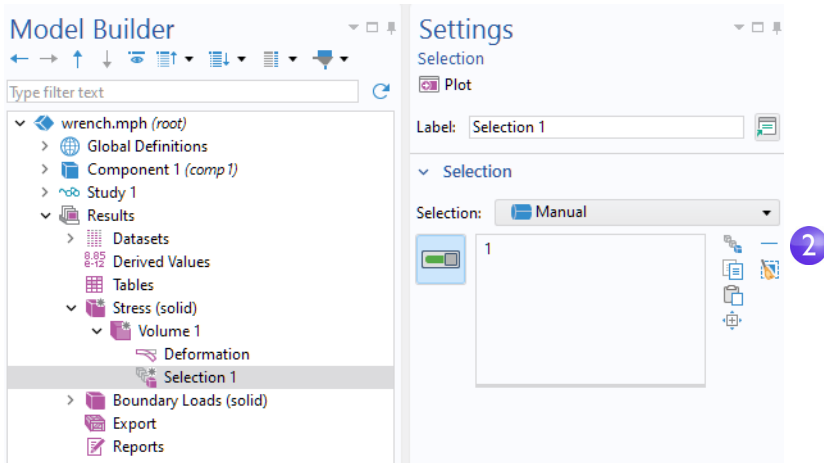 Model Builder
Type filter text
wrench.mph (root)
Global Definitions
Component 1 (comp1)
Study 1
Results
Datasets
8.85
e-12
Derived Values
Tables
Stress (solid)
Volume 1
Deformation
Selection 1
Boundary Loads (solid)
Export
Reports
Settings
Selection
Plot
Label: Selection 1
Selection
Selection: Manual
1
2